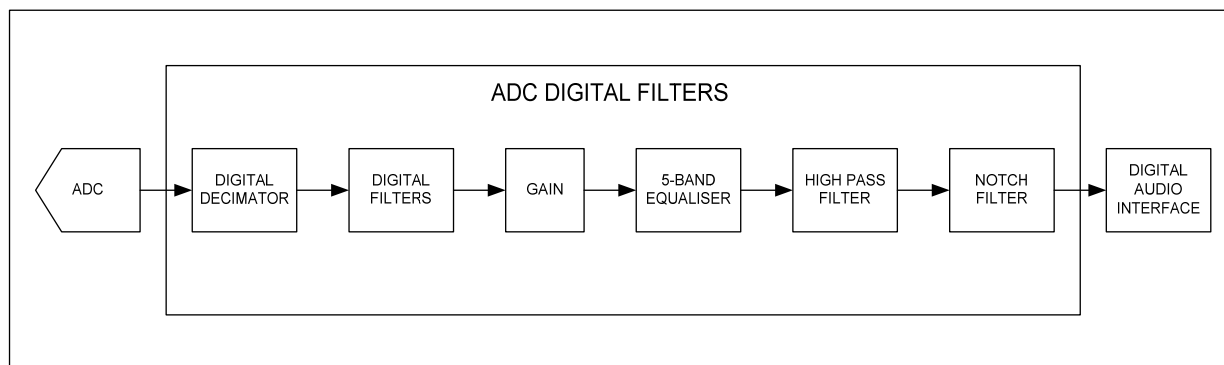 ADC DIGITAL FILTERS
ADC
DIGITAL
DECIMATOR
DIGITAL
FILTERS
GAIN
5-BAND
EQUALISER
HIGH PASS
FILTER
NOTCH
FILTER
DIGITAL
AUDIO
INTERFACE